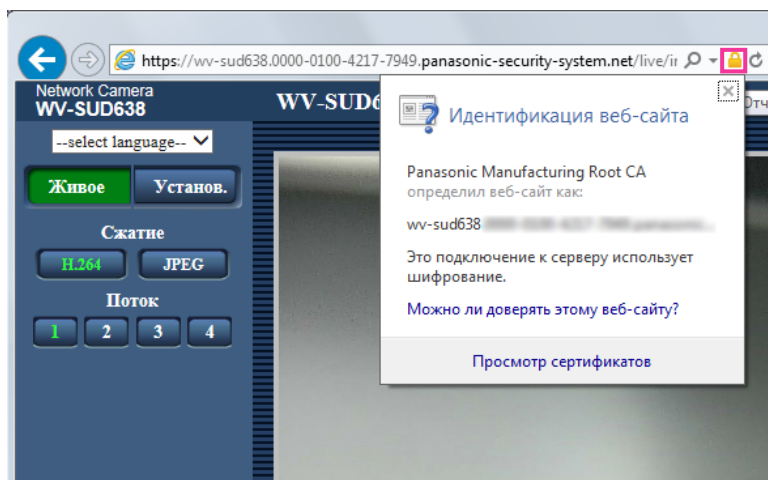 https://wv-sud638.0000-0100-4217-7949.panasonic-security-system.net/live/ir
Network Camera
WV-SUD638
WV-SUD6
Отч
--select language--
Живое Установ.
Сжатие
H.264 JPEG
Поток
1 2 3 4
Идентификация веб-сайта
Panasonic Manufacturing Root CA
определил веб-сайт как:
wv-sud638
Это подключение к серверу использует
шифрование.
Можно ли доверять этому веб-сайту?
Просмотр сертификатов